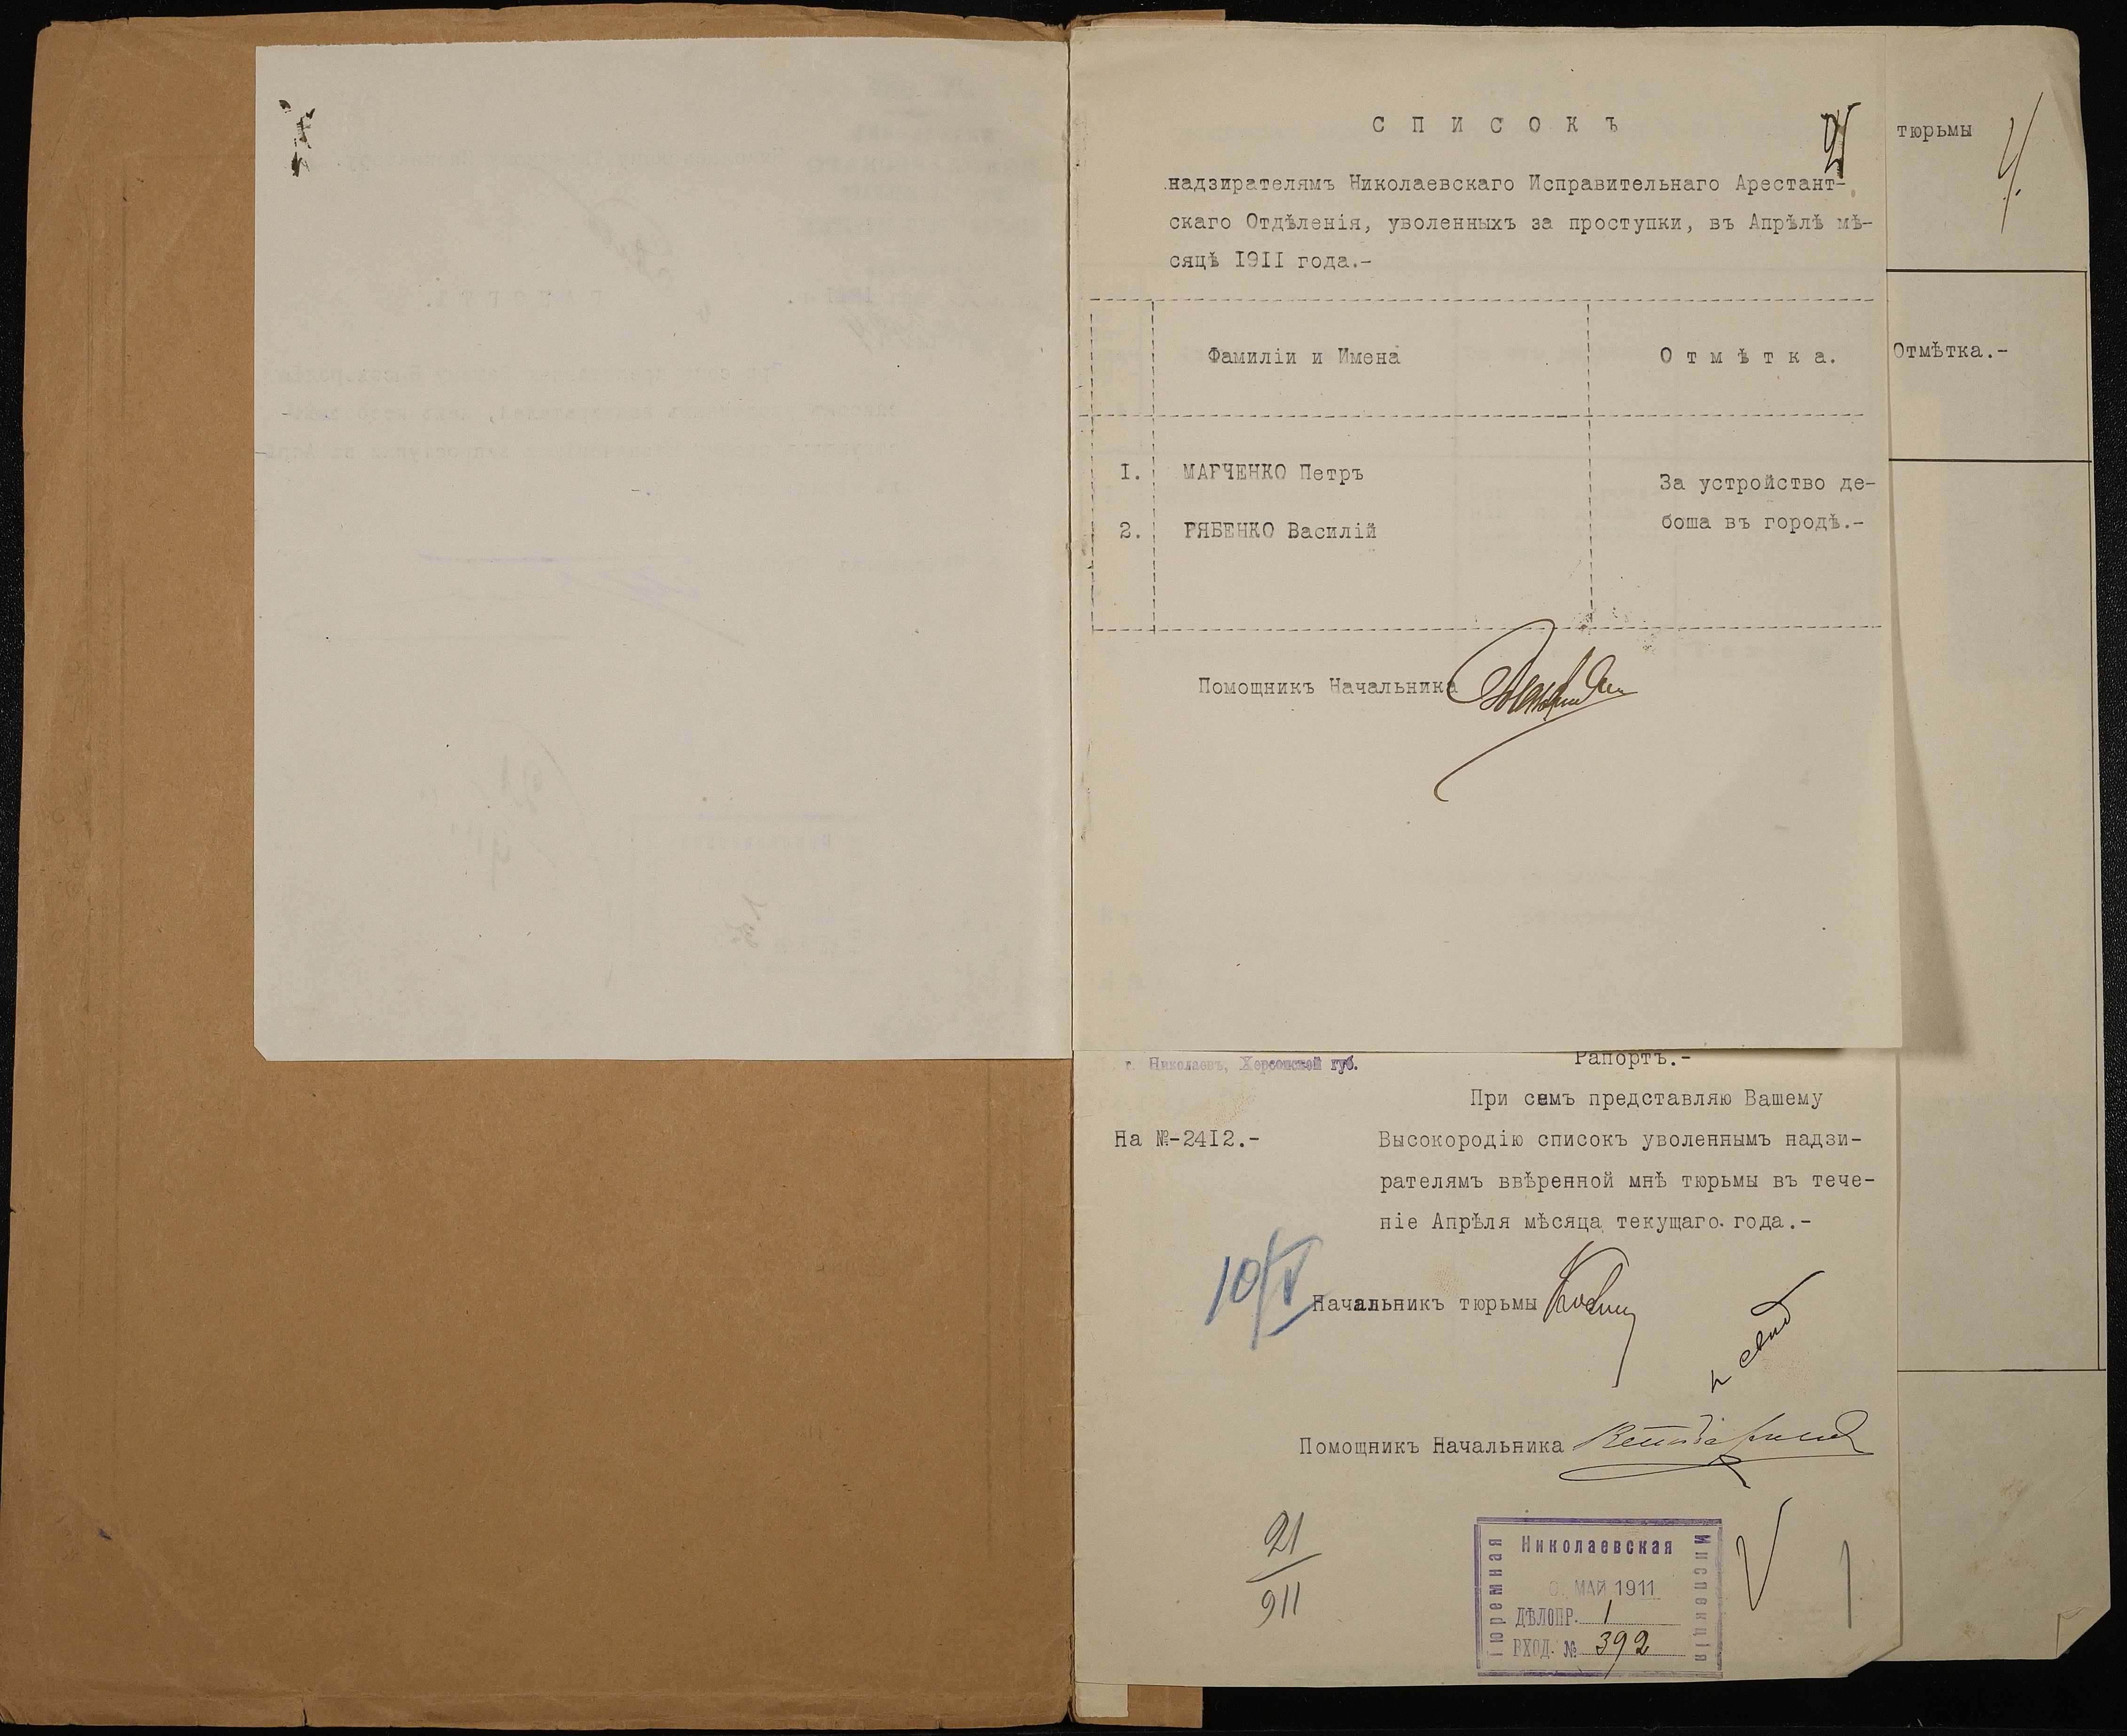 СПИСОКЪ
надзирателямъ Николаевскаго Исправительнаго Арестант-
скаго Отдѣленія, уволенныхъ за проступки, въ Апрѣлѣ мѣ-
сяцѣ 1911 года.-
Фамиліи и Имена
Отмѣтка.
1. МАРЧЕНКО Петръ
2. РЯБЕНКО Василій
За устройство де-
боша въ городѣ.-
Помощникъ Начальника
тюрьмы
4.
Отмѣтка.-
г. Николаевъ, Херсонской губ.
Рапортъ.-
На №-2412.-
При семъ представляю Вашему
Высокородію списокъ уволеннымъ надзи-
рателямъ ввѣренной мнѣ тюрьмы въ тече-
ніе Апрѣля мѣсяца текущаго года.-
10/V
Начальникъ тюрьмы
Помощникъ Начальника
21
911
Тюремная
Николаевская
Инспекція
МАЙ 1911
ДѢЛОПР. 1
ВХОД. № 392